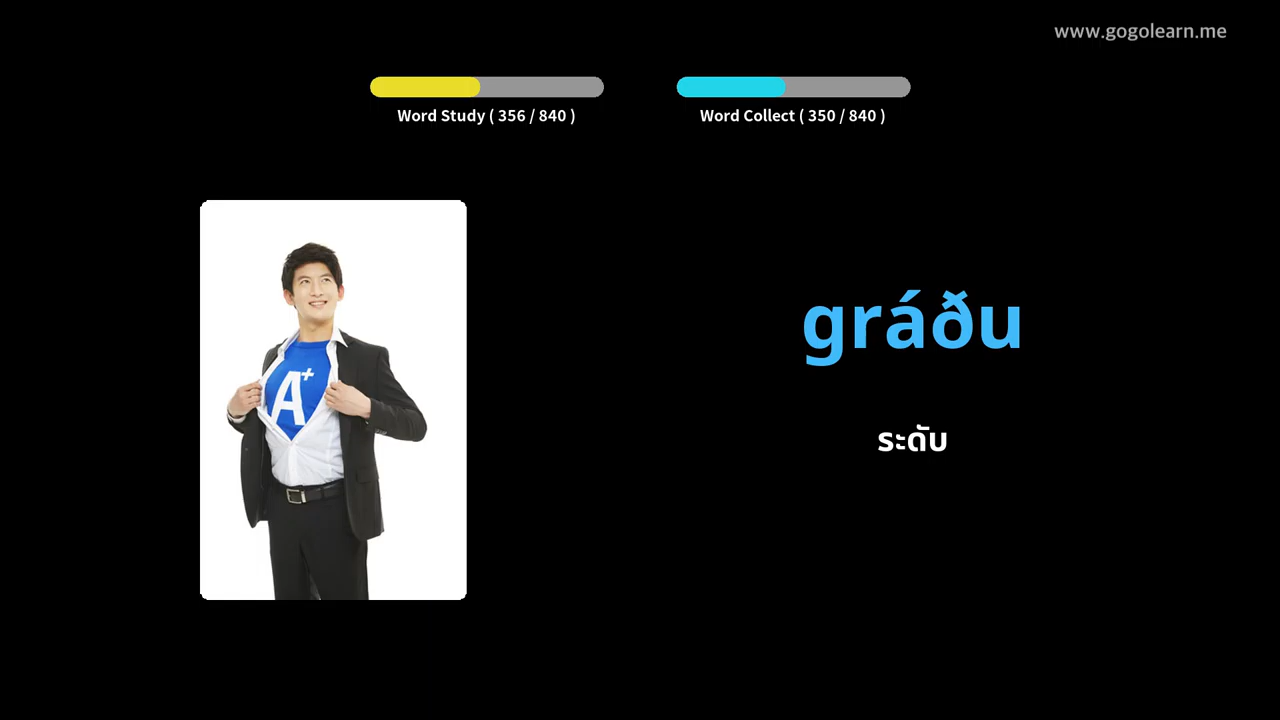 www.gogolearn.me
Word Study ( 356 / 840 )
Word Collect ( 350 / 840 )
A+
gráðu
ระดับ